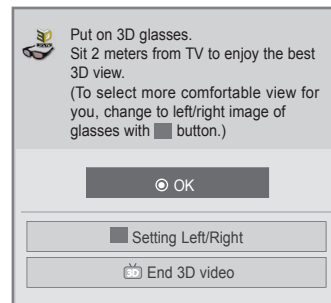 Put on 3D glasses.
Sit 2 meters from TV to enjoy the best
3D view.
(To select more comfortable view for
you, change to left/right image of
glasses with button.)
OK
Setting Left/Right
3D End 3D video